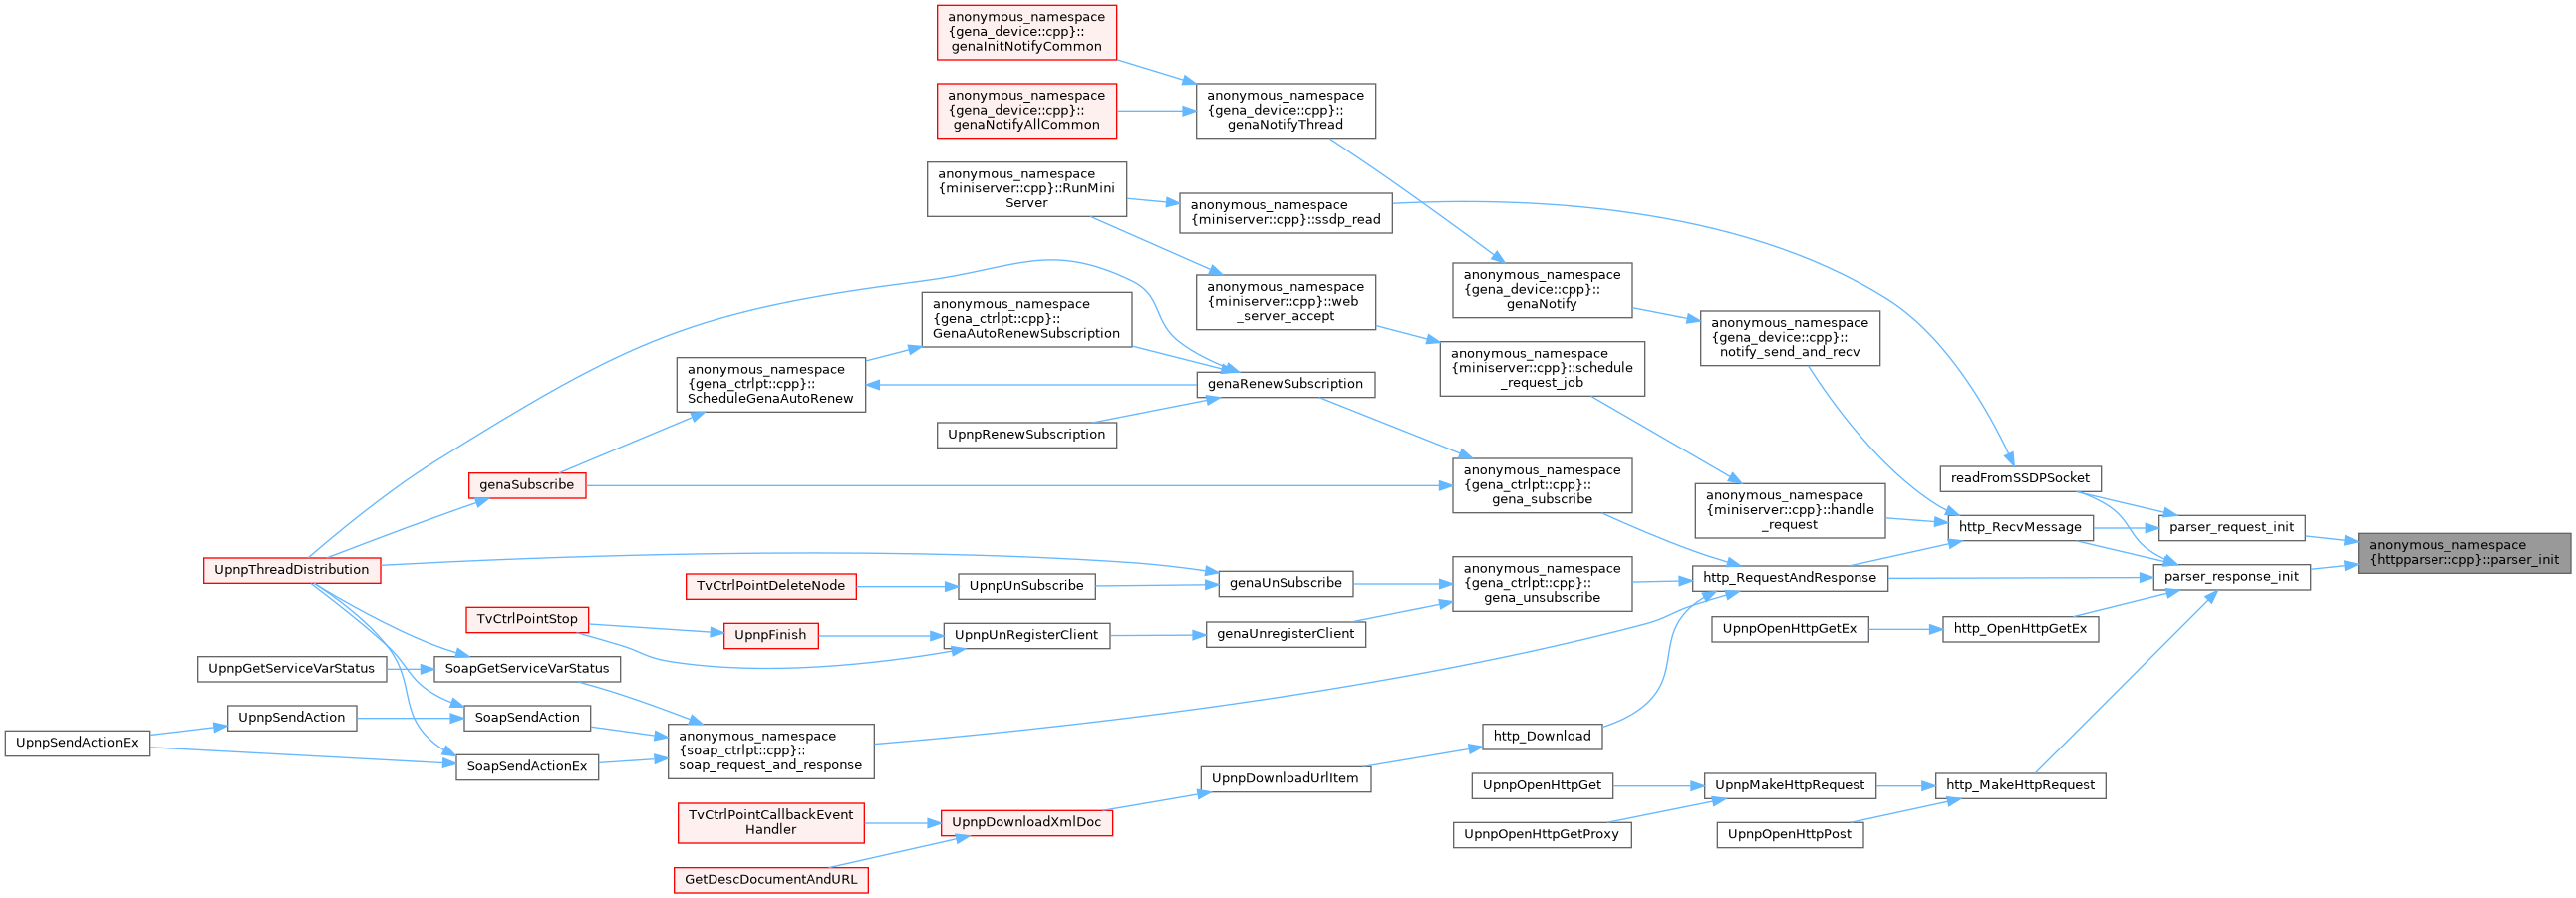 anonymous_namespace
{gena_device::cpp}::
genaInitNotifyCommon
anonymous_namespace
{gena_device::cpp}::
genaNotifyAllCommon
anonymous_namespace
{gena_device::cpp}::
genaNotifyThread
anonymous_namespace
{miniserver::cpp}::RunMini
Server
anonymous_namespace
{miniserver::cpp}::ssdp_read
anonymous_namespace
{miniserver::cpp}::web
_server_accept
anonymous_namespace
{gena_device::cpp}::
genaNotify
anonymous_namespace
{gena_ctrlpt::cpp}::
GenaAutoRenewSubscription
anonymous_namespace
{gena_device::cpp}::
notify_send_and_recv
anonymous_namespace
{miniserver::cpp}::schedule
_request_job
anonymous_namespace
{gena_ctrlpt::cpp}::
ScheduleGenaAutoRenew
genaRenewSubscription
UpnpRenewSubscription
genaSubscribe
anonymous_namespace
{gena_ctrlpt::cpp}::
gena_subscribe
readFromSSDPSocket
anonymous_namespace
{miniserver::cpp}::handle
_request
http_RecvMessage
parser_request_init
anonymous_namespace
{httpparser::cpp}::parser_init
UpnpThreadDistribution
TvCtrlPointDeleteNode
UpnpUnSubscribe
genaUnSubscribe
anonymous_namespace
{gena_ctrlpt::cpp}::
gena_unsubscribe
http_RequestAndResponse
parser_response_init
TvCtrlPointStop
UpnpFinish
UpnpUnRegisterClient
genaUnregisterClient
UpnpOpenHttpGetEx
http_OpenHttpGetEx
UpnpGetServiceVarStatus
SoapGetServiceVarStatus
UpnpSendAction
SoapSendAction
UpnpSendActionEx
SoapSendActionEx
anonymous_namespace
{soap_ctrlpt::cpp}::
soap_request_and_response
http_Download
UpnpDownloadUrlItem
UpnpOpenHttpGet
UpnpMakeHttpRequest
http_MakeHttpRequest
TvCtrlPointCallbackEvent
Handler
UpnpDownloadXmlDoc
UpnpOpenHttpGetProxy
UpnpOpenHttpPost
GetDescDocumentAndURL